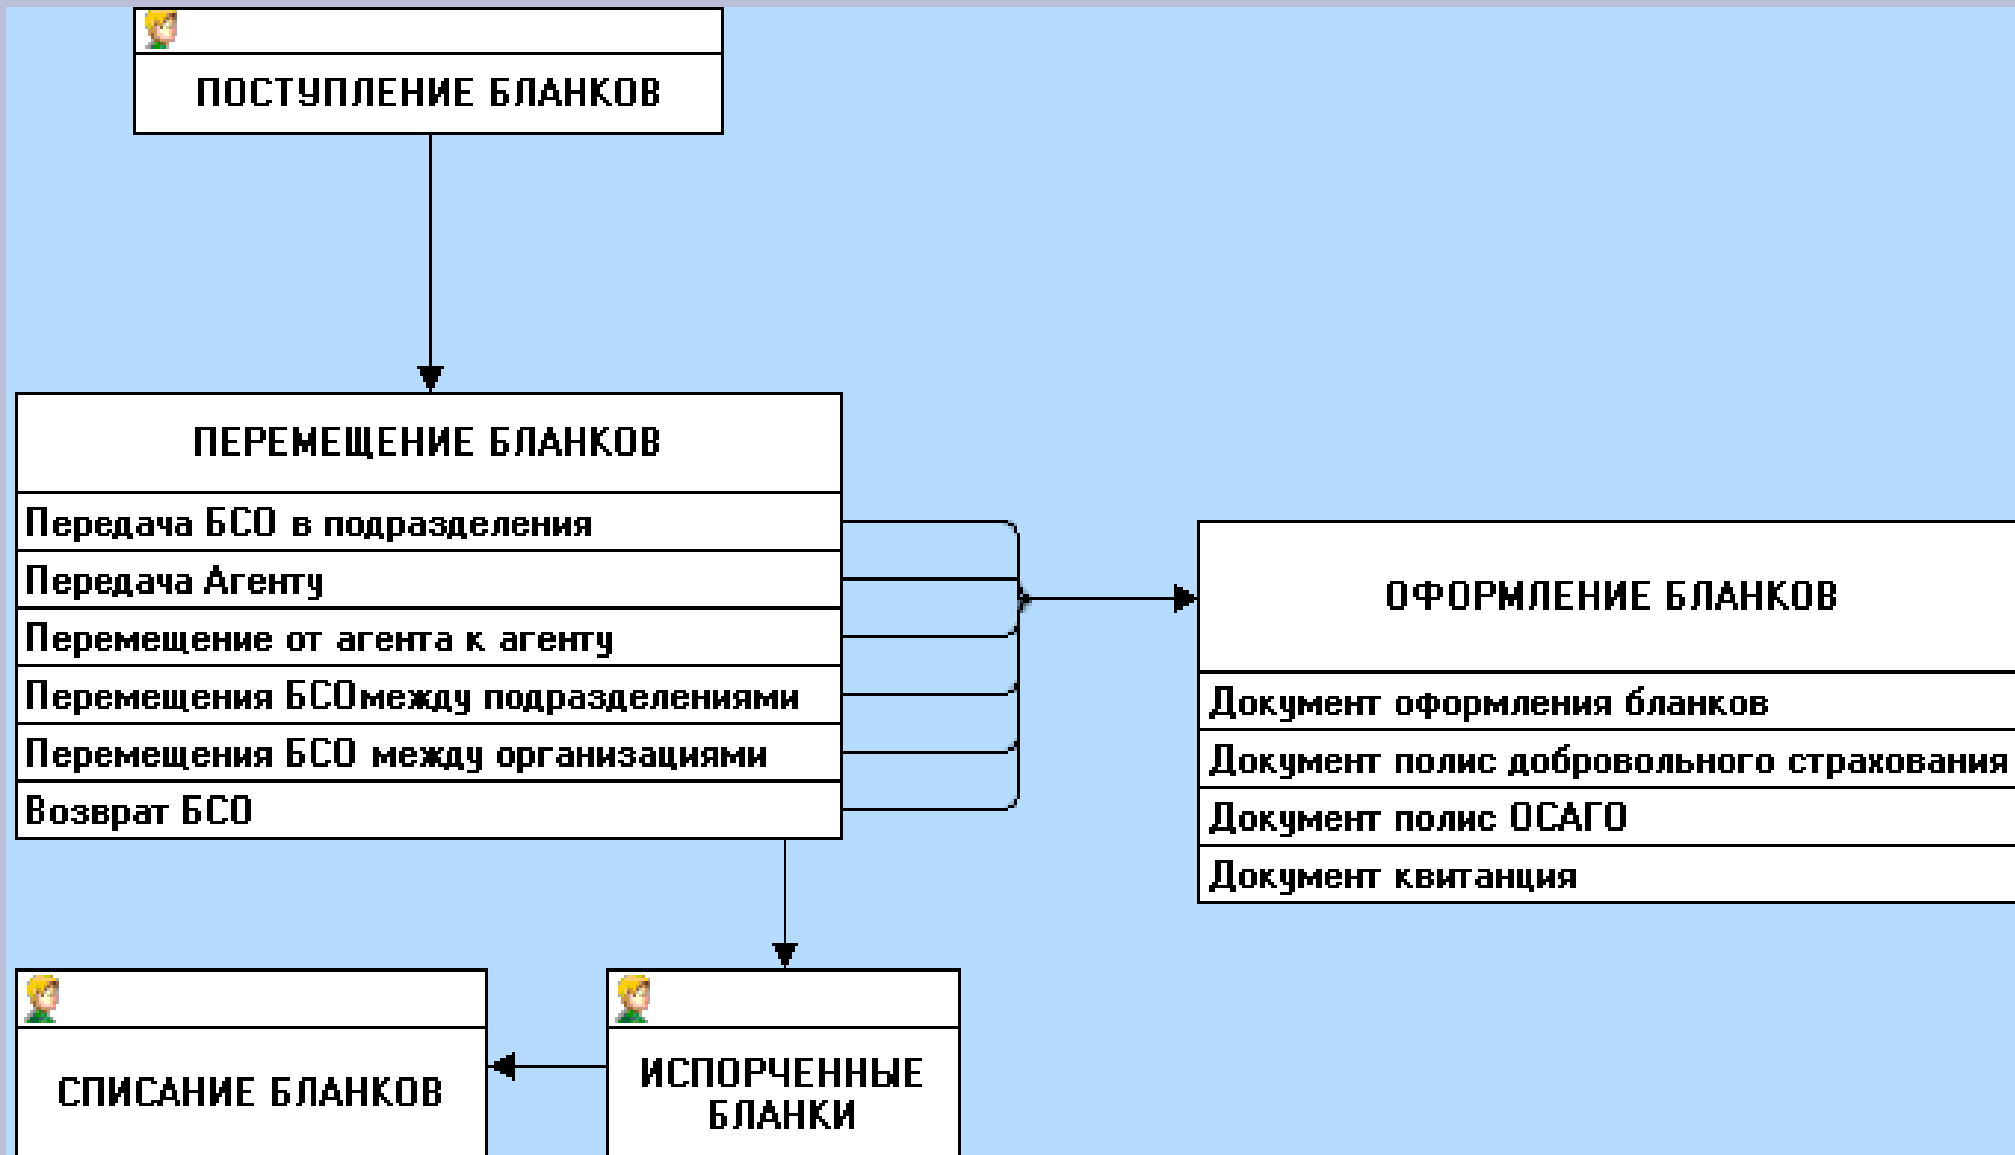 ПОСТУПЛЕНИЕ БЛАНКОВ
ПЕРЕМЕЩЕНИЕ БЛАНКОВ
Передача БСО в подразделения
Передача Агенту
Перемещение от агента к агенту
Перемещения БСОмежду подразделениями
Перемещения БСО между организациями
Возврат БСО
ОФОРМЛЕНИЕ БЛАНКОВ
Документ оформления бланков
Документ полис добровольного страхования
Документ полис ОСАГО
Документ квитанция
СПИСАНИЕ БЛАНКОВ
ИСПОРЧЕННЫЕ
БЛАНКИ